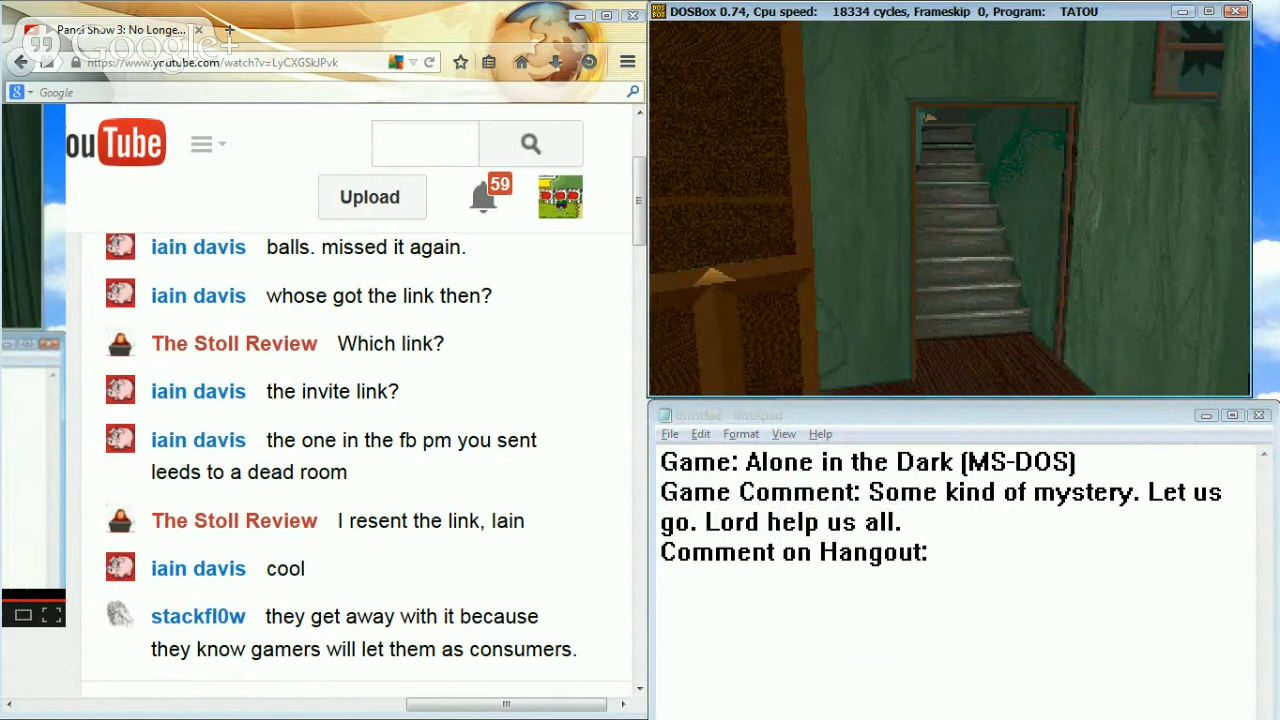 Panel Show 3: No Longe...
Google+
https://www.youtube.com/watch?v=LyCXGSkJPvk
Google
ouTube
Upload
59
iain davis balls. missed it again.
iain davis whose got the link then?
The Stoll Review Which link?
iain davis the invite link?
iain davis the one in the fb pm you sent
leeds to a dead room
The Stoll Review I resent the link, Iain
iain davis cool
stackfl0w they get away with it because
they know gamers will let them as consumers.
DOSBox 0.74, Cpu speed: 18334 cycles, Frameskip 0, Program: TATOU
Untitled - Notepad
File Edit Format View Help
Game: Alone in the Dark (MS-DOS)
Game Comment: Some kind of mystery. Let us
go. Lord help us all.
Comment on Hangout: